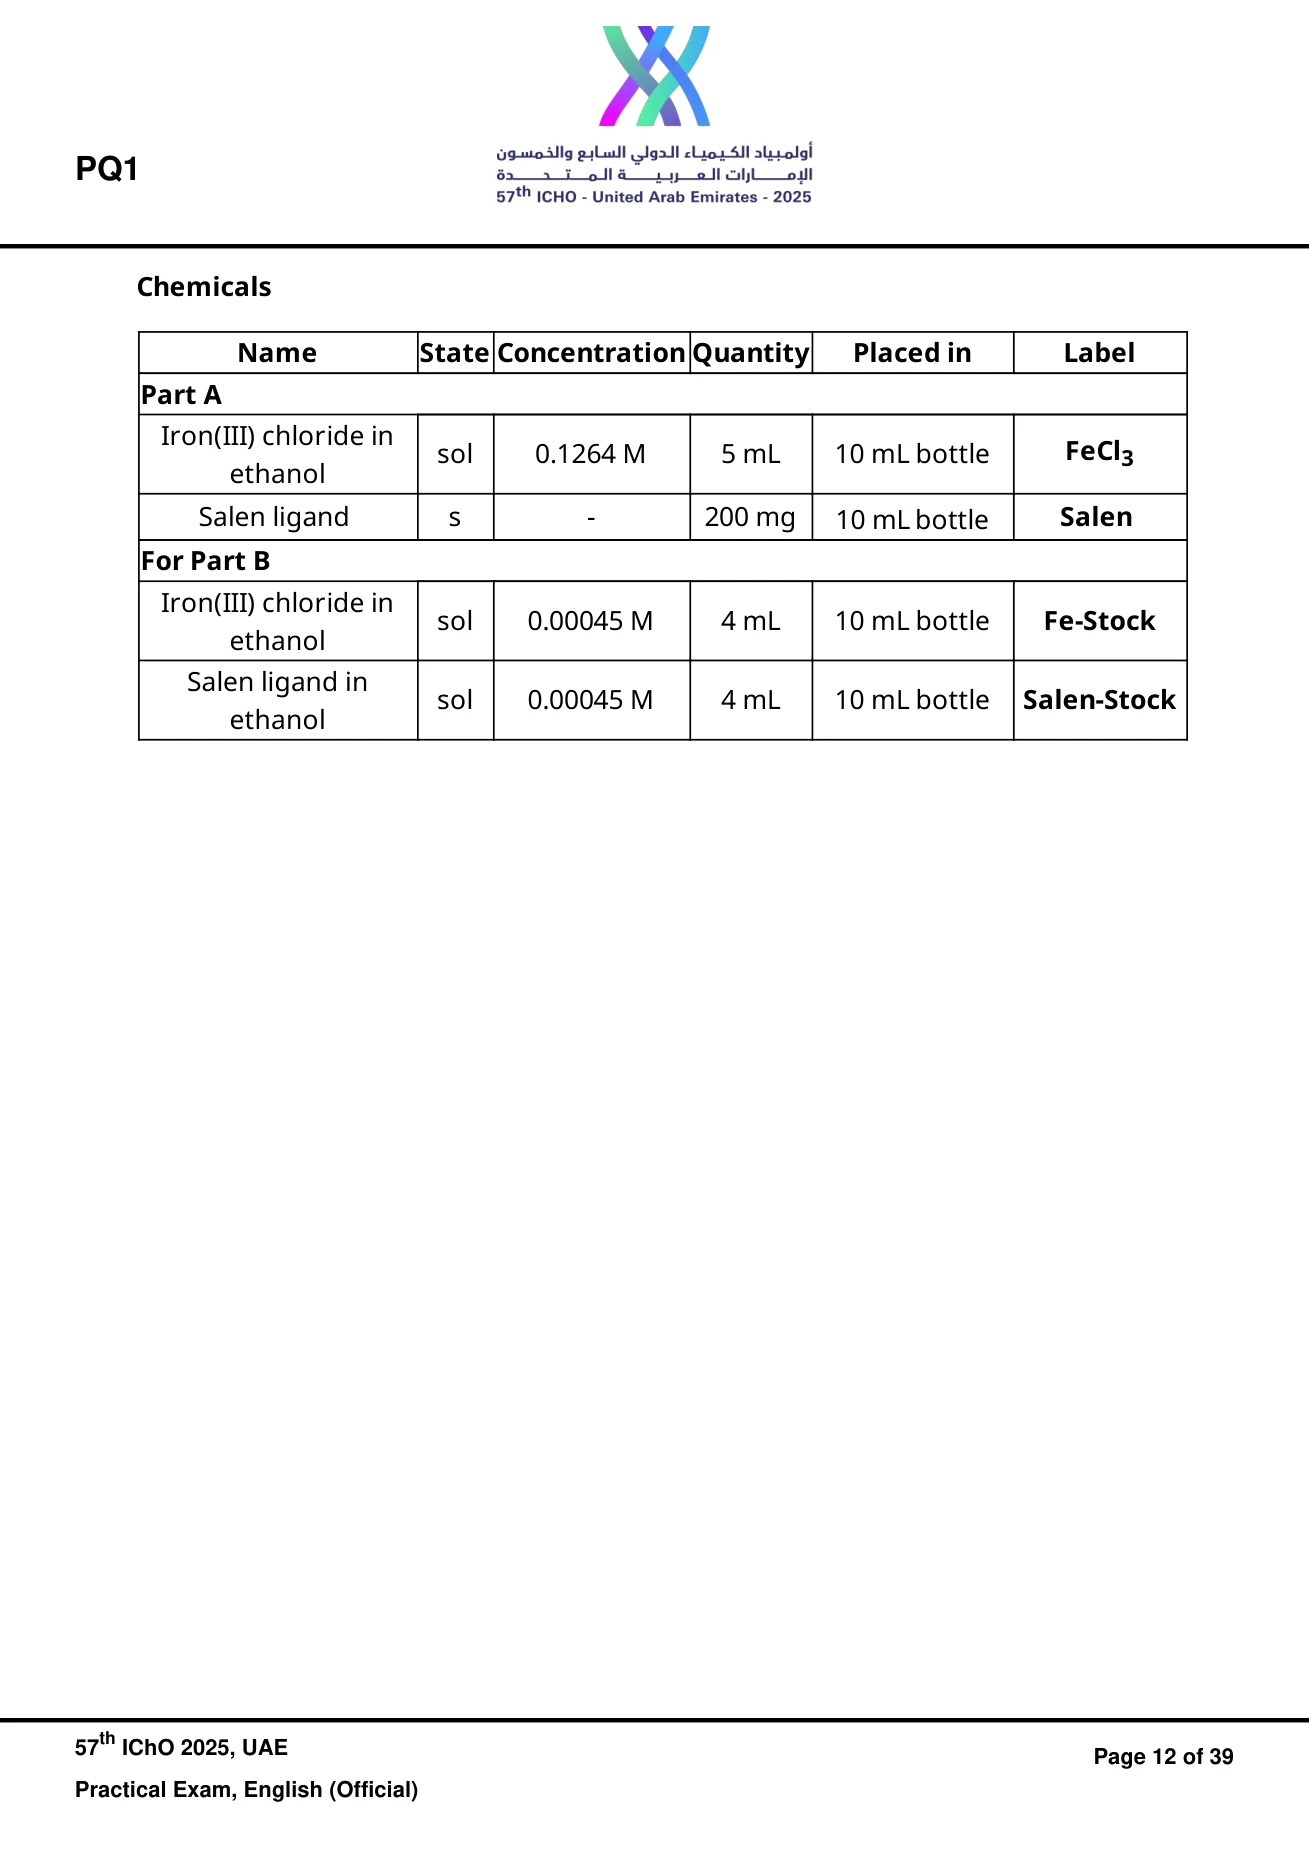 PQ1
أولمبياد الكيمياء الدولي السابع والخمسون
الإمارات العربية المتحدة
57th ICHO - United Arab Emirates - 2025
Chemicals
Name State Concentration Quantity Placed in Label
Part A
Iron(III) chloride in
ethanol
sol 0.1264 M 5 mL 10 mL bottle FeCl3
Salen ligand s - 200 mg 10 mL bottle Salen
For Part B
Iron(III) chloride in
ethanol
sol 0.00045 M 4 mL 10 mL bottle Fe-Stock
Salen ligand in
ethanol
sol 0.00045 M 4 mL 10 mL bottle Salen-Stock
57th IChO 2025, UAE
Practical Exam, English (Official)
Page 12 of 39